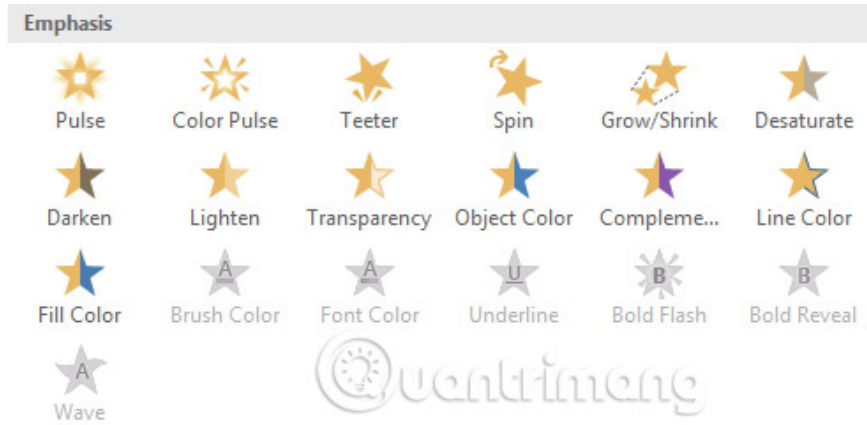 Emphasis
Pulse Color Pulse Teeter Spin Grow/Shrink Desaturate
Darken Lighten Transparency Object Color Compleme... Line Color
A A U B B
Fill Color Brush Color Font Color Underline Bold Flash Bold Reveal
A
Quantrimang
Wave